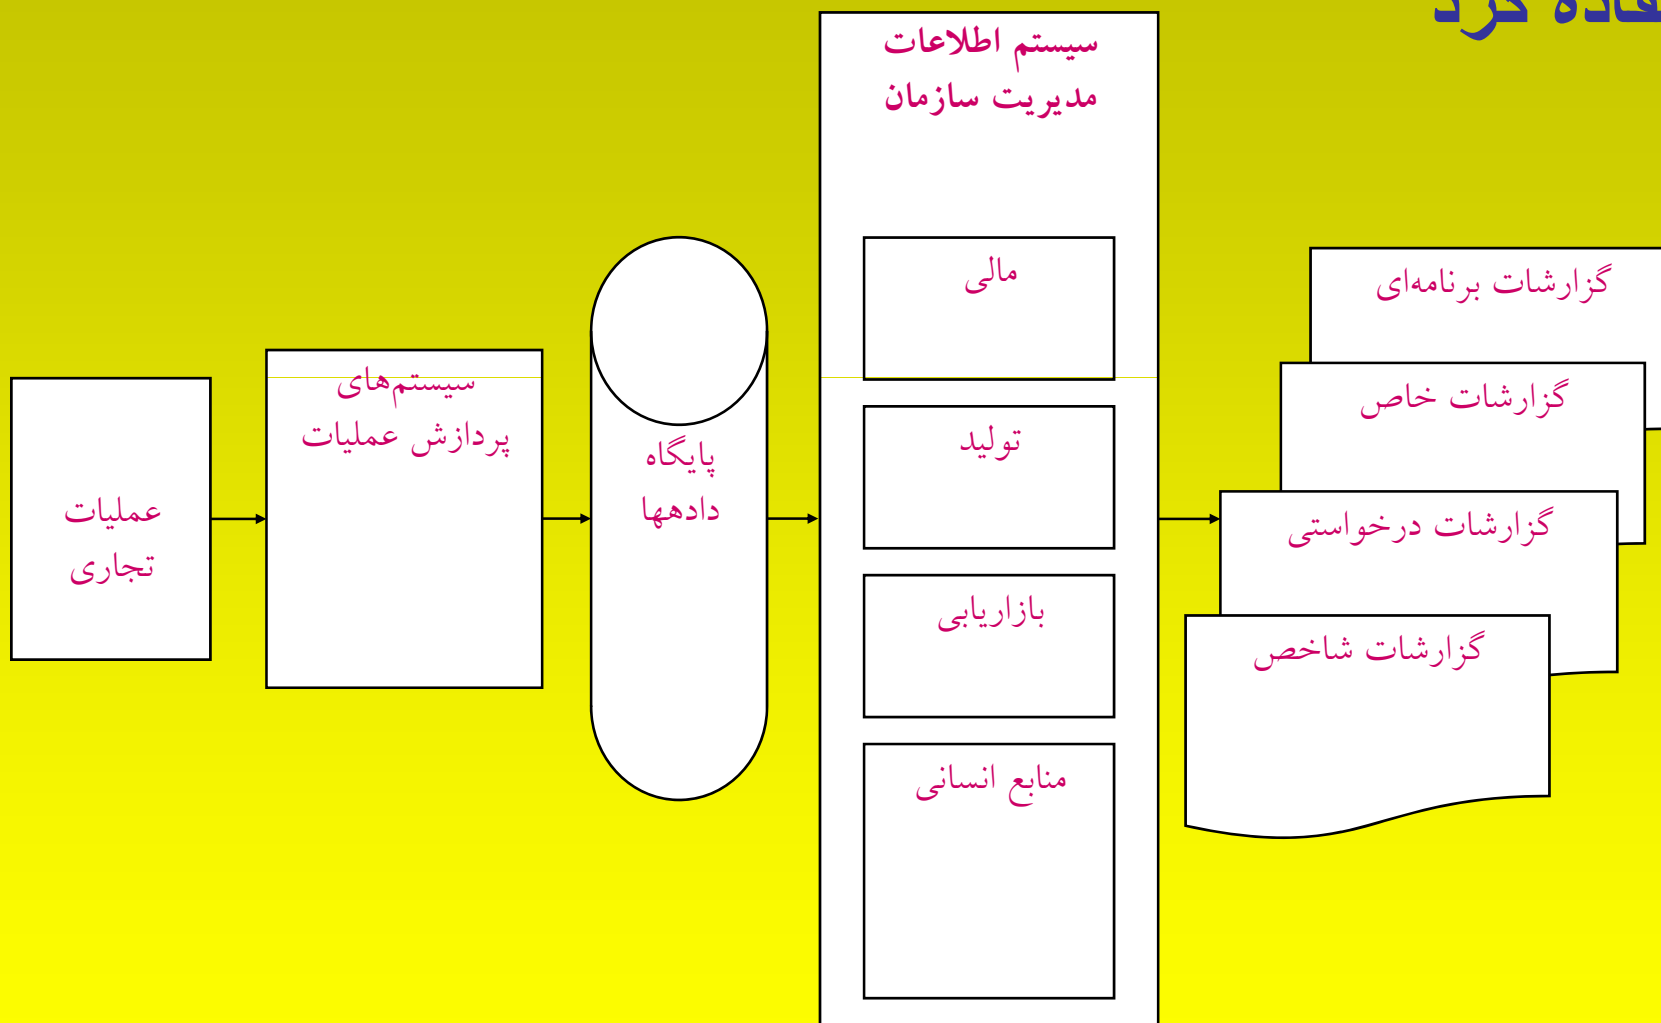 کرد
سیستم اطلاعات
مدیریت سازمان
مالی
تولید
بازاریابی
منابع انسانی
گزارشات برنامه‌ای
گزارشات خاص
گزارشات درخواستی
گزارشات شاخص
پایگاه
دادهها
سیستم‌های
پردازش عملیات
عملیات
تجاری